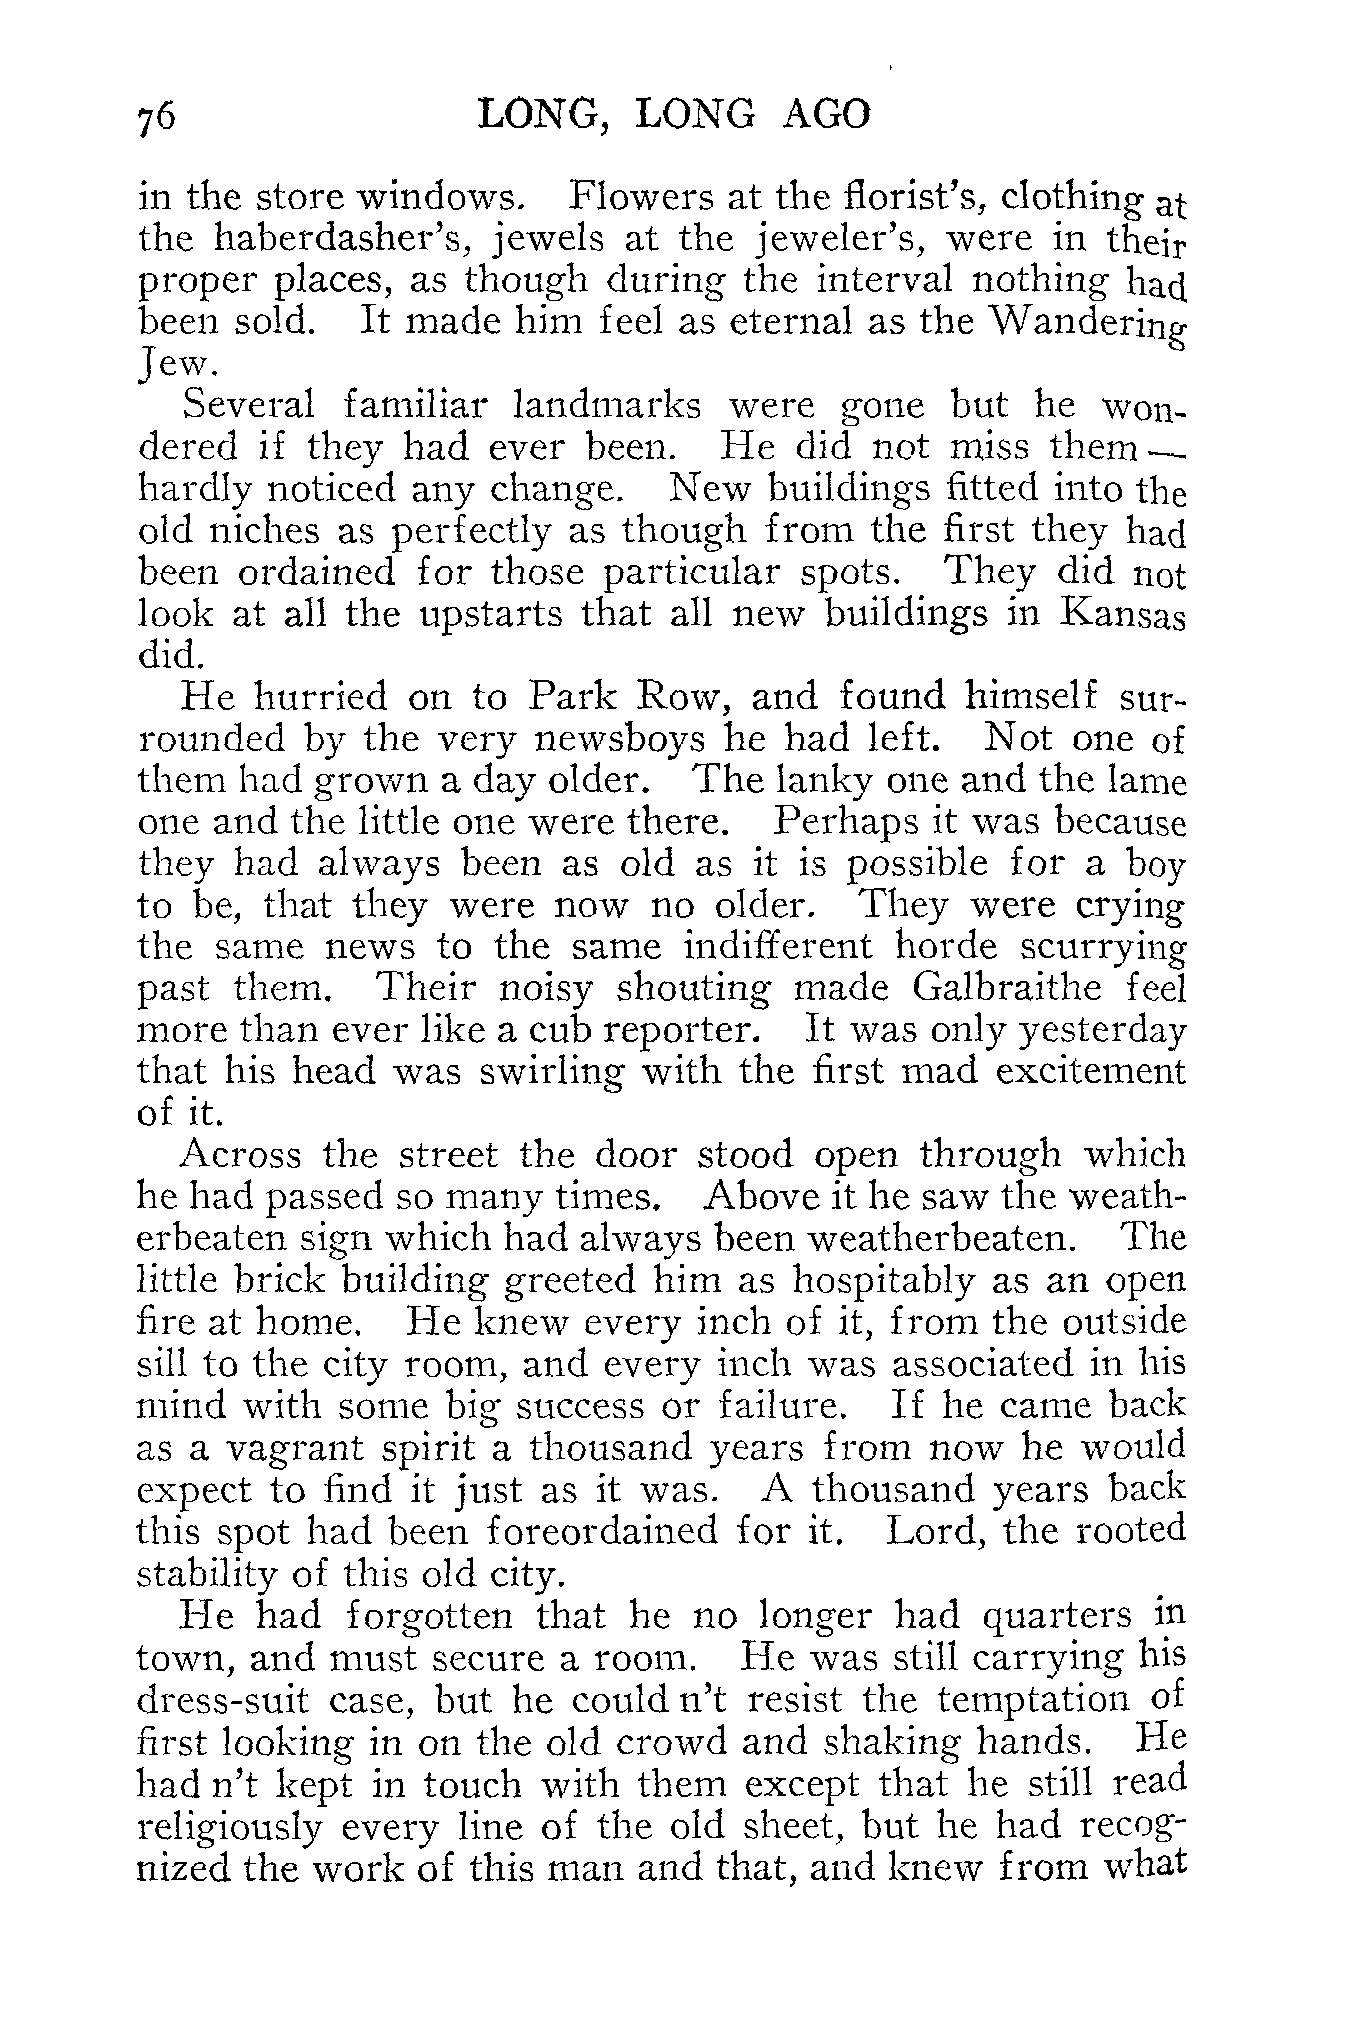 76 LONG, LONG AGO
in the store windows. Flowers at the florist's, clothing at
the haberdasher's, jewels at the jeweler's, were in their
proper places, as though during the interval nothing had
been sold. It made him feel as eternal as the Wandering
Jew.
Several familiar landmarks were gone but he won-
dered if they had ever been. He did not miss them —
hardly noticed any change. New buildings fitted into the
old niches as perfectly as though from the first they had
been ordained for those particular spots. They did not
look at all the upstarts that all new buildings in Kansas
did.
He hurried on to Park Row, and found himself sur-
rounded by the very newsboys he had left. Not one of
them had grown a day older. The lanky one and the lame
one and the little one were there. Perhaps it was because
they had always been as old as it is possible for a boy
to be, that they were now no older. They were crying
the same news to the same indifferent horde scurrying
past them. Their noisy shouting made Galbraithe feel
more than ever like a cub reporter. It was only yesterday
that his head was swirling with the first mad excitement
of it.
Across the street the door stood open through which
he had passed so many times. Above it he saw the weath-
erbeaten sign which had always been weatherbeaten. The
little brick building greeted him as hospitably as an open
fire at home. He knew every inch of it, from the outside
sill to the city room, and every inch was associated in his
mind with some big success or failure. If he came back
as a vagrant spirit a thousand years from now he would
expect to find it just as it was. A thousand years back
this spot had been foreordained for it. Lord, the rooted
stability of this old city.
He had forgotten that he no longer had quarters in
town, and must secure a room. He was still carrying his
dress-suit case, but he could n't resist the temptation of
first looking in on the old crowd and shaking hands. He
had n't kept in touch with them except that he still read
religiously every line of the old sheet, but he had recog-
nized the work of this man and that, and knew from what